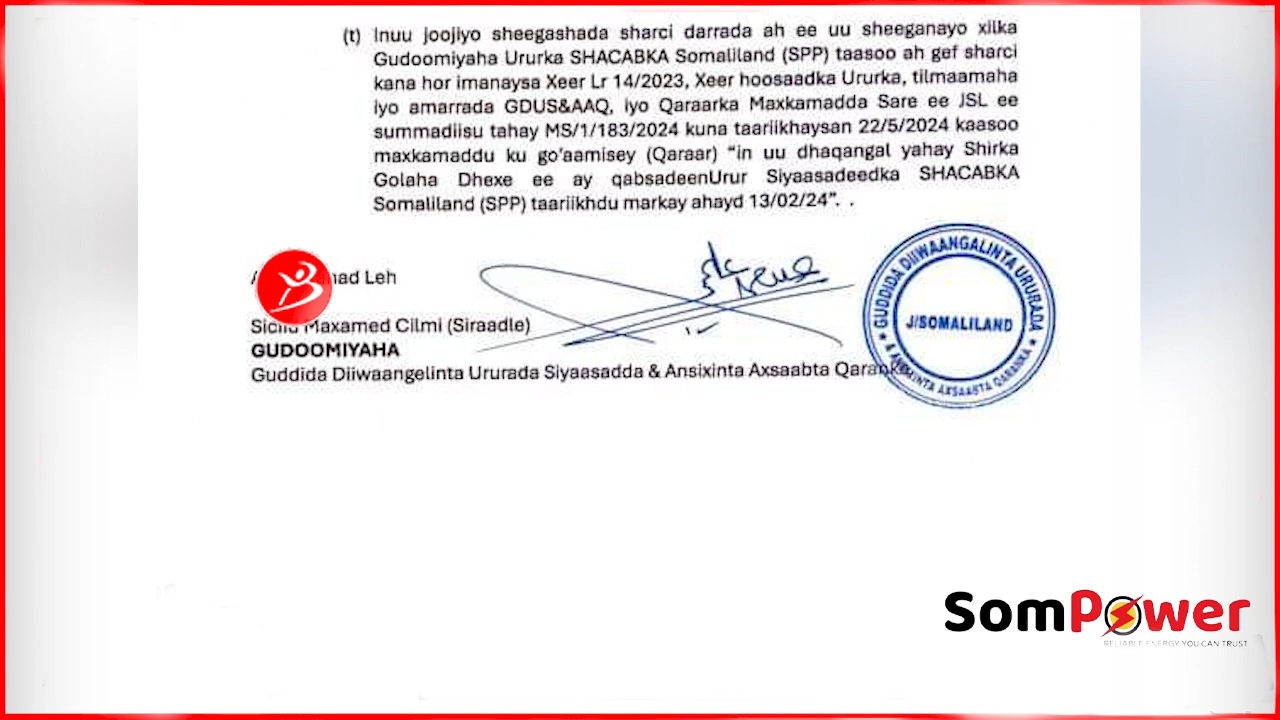 (t) Inuu joojiyo sheegashada sharci darrada ah ee uu sheeganayo xilka
Gudoomiyaha Ururka SHACABKA Somaliland (SPP) taasoo ah gef sharci
kana hor imanaysa Xeer Lr 14/2023, Xeer hoosaadka Ururka, tilmaamaha
iyo amarrada GDUS&AAQ, iyo Qaraarka Maxkamadda Sare ee JSL ee
summadiisu tahay MS/1/183/2024 kuna taariikhaysan 22/5/2024 kaasoo
maxkamaddu ku go’aamisey (Qaraar) “in uu dhaqangal yahay Shirka
Golaha Dhexe ee ay qabsadeenUrur Siyaasadeedka SHACABKA
Somaliland (SPP) taariikhdu markay ahayd 13/02/24”. .
Leh
Maxamed Cilmi (Siraadle)
GUDOOMIYAHA
Guddida Diiwaangelinta Ururada Siyaasadda & Ansixinta Axsaabta
GUDDIDA DIIWAANGALINTA URURADA
J/SOMALILAND
& ANSIXINTA AXSAABTA QARANKA
SomPower
RELIABLE ENERGY YOU CAN TRUST